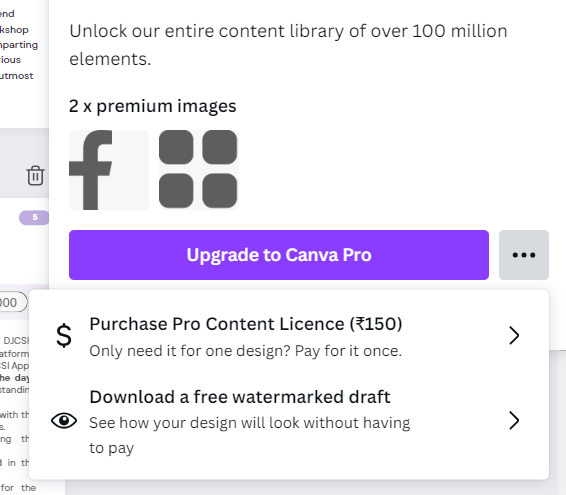 end
kshop
nparting
rious
utmost
Unlock our entire content library of over 100 million
elements.
2 x premium images
Upgrade to Canva Pro
5
000
Purchase Pro Content Licence (₹150)
Only need it for one design? Pay for it once.
Download a free watermarked draft
See how your design will look without having
to pay
DJCSI
atform
CSI App
he day
standin
with th
s.
ng th
d in th
for the